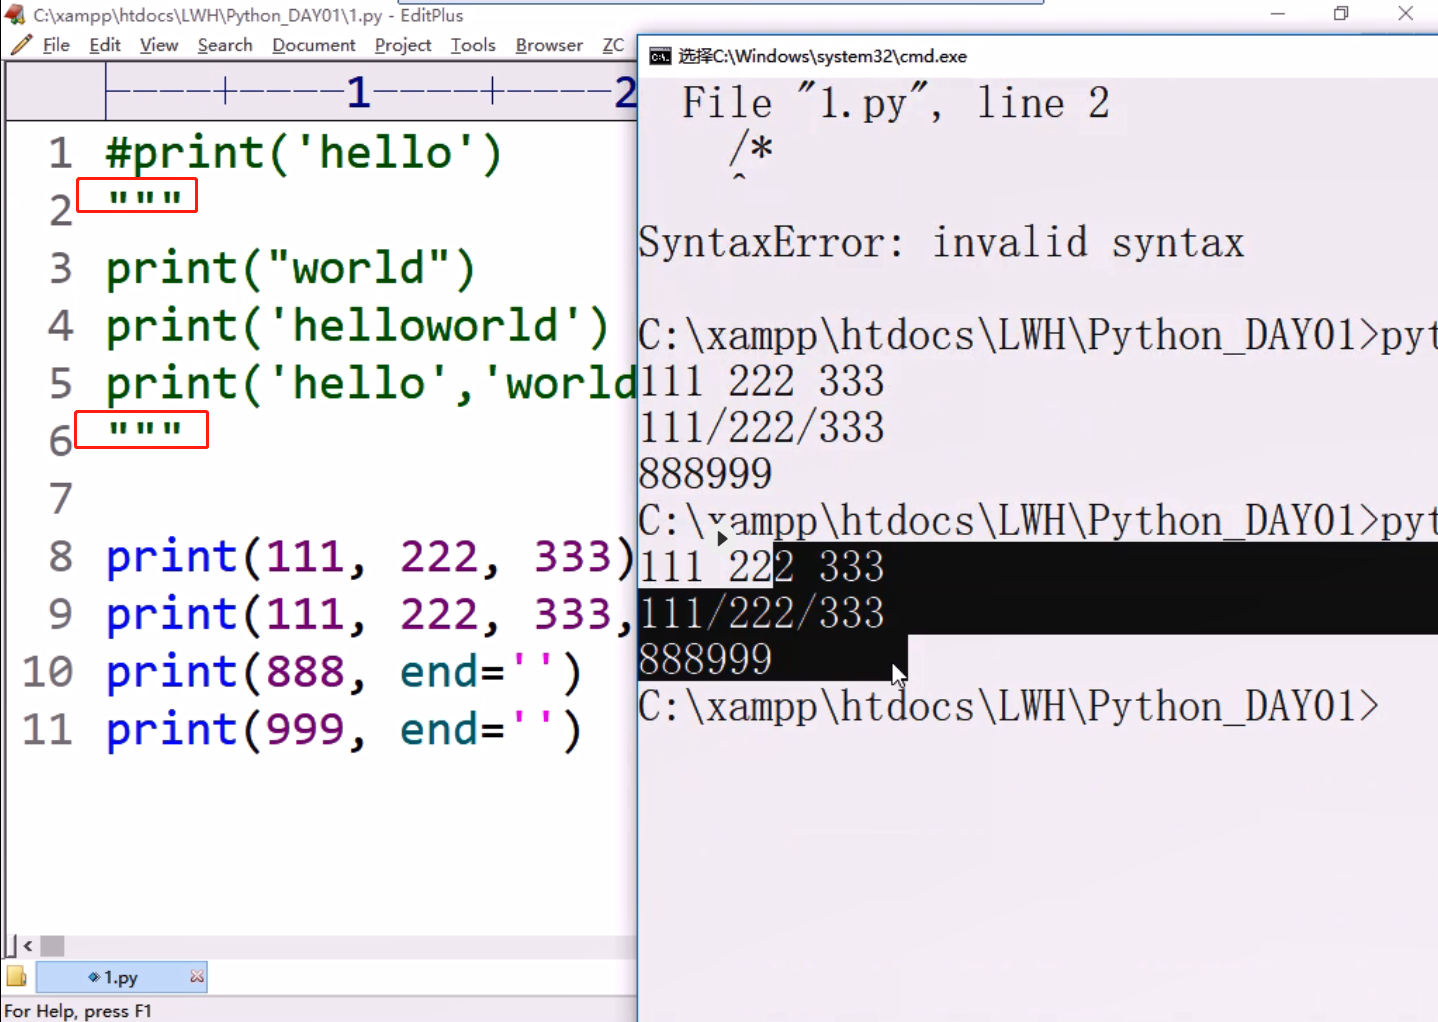 C:\xampp\htdocs\LWH\Python_DAY01\1.py - EditPlus
File Edit View Search Document Project Tools Browser ZC
----+----1----+----2
1 #print('hello')
2 """
3 print("world")
4 print('helloworld')
5 print('hello','world
6 """
7
8 print(111, 222, 333)
9 print(111, 222, 333,
10 print(888, end='')
11 print(999, end='')
1.py
For Help, press F1
选择C:\Windows\system32\cmd.exe
File "1.py", line 2
/*
^
SyntaxError: invalid syntax
C:\xampp\htdocs\LWH\Python_DAY01>pyt
111 222 333
111/222/333
888999
C:\xampp\htdocs\LWH\Python_DAY01>pyt
111 222 333
111/222/333
888999
C:\xampp\htdocs\LWH\Python_DAY01>